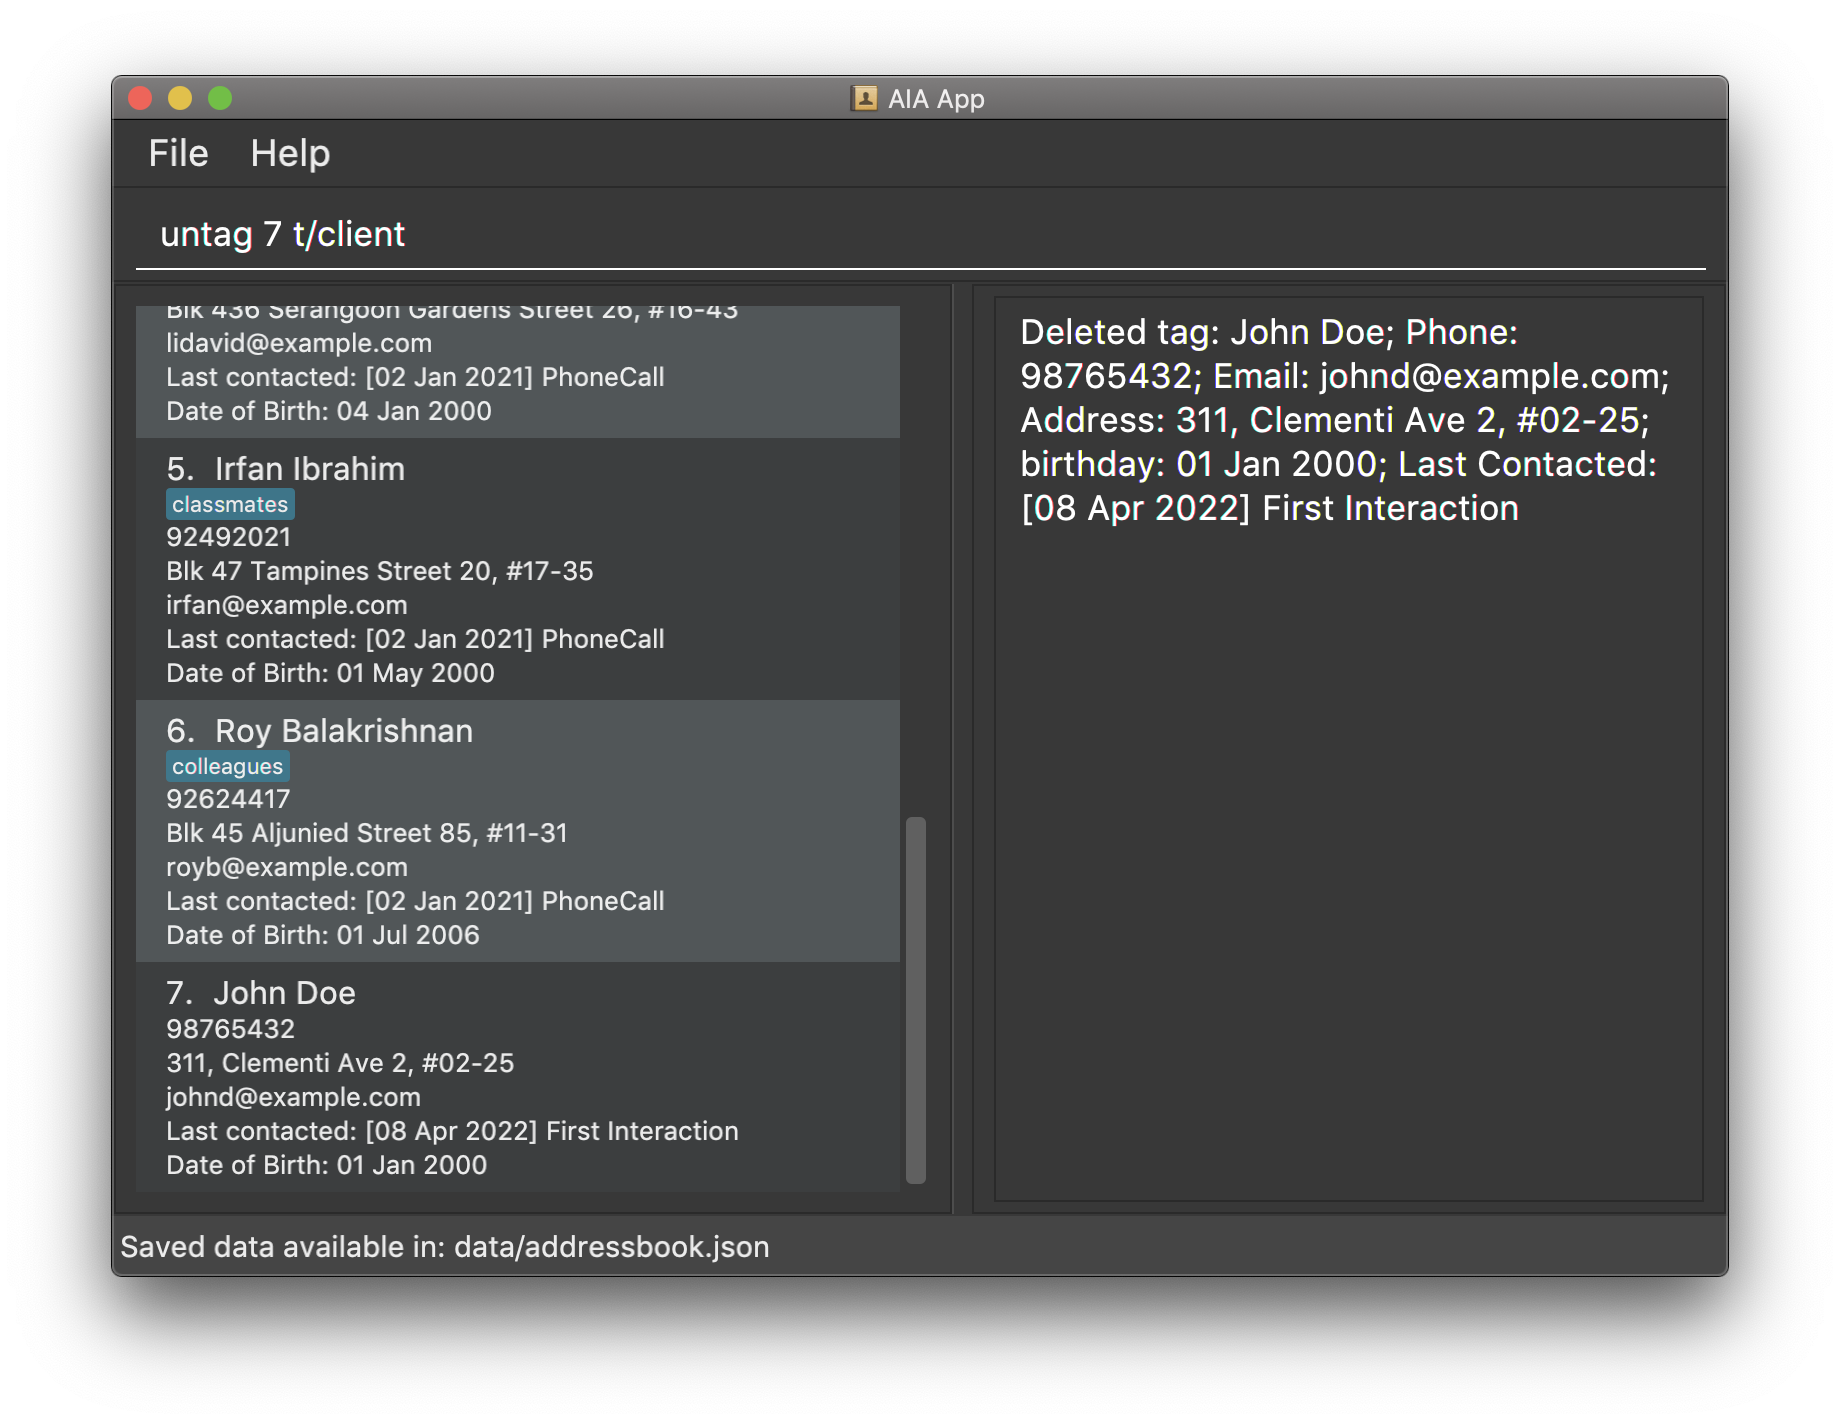 AIA App
File Help
untag 7 t/client
Blk 436 Serangoon Gardens Street 26, #16-43
lidavid@example.com
Last contacted: [02 Jan 2021] PhoneCall
Date of Birth: 04 Jan 2000
5. Irfan Ibrahim
classmates
92492021
Blk 47 Tampines Street 20, #17-35
irfan@example.com
Last contacted: [02 Jan 2021] PhoneCall
Date of Birth: 01 May 2000
6. Roy Balakrishnan
colleagues
92624417
Blk 45 Aljunied Street 85, #11-31
royb@example.com
Last contacted: [02 Jan 2021] PhoneCall
Date of Birth: 01 Jul 2006
7. John Doe
98765432
311, Clementi Ave 2, #02-25
johnd@example.com
Last contacted: [08 Apr 2022] First Interaction
Date of Birth: 01 Jan 2000
Deleted tag: John Doe; Phone:
98765432; Email: johnd@example.com;
Address: 311, Clementi Ave 2, #02-25;
birthday: 01 Jan 2000; Last Contacted:
[08 Apr 2022] First Interaction
Saved data available in: data/addressbook.json